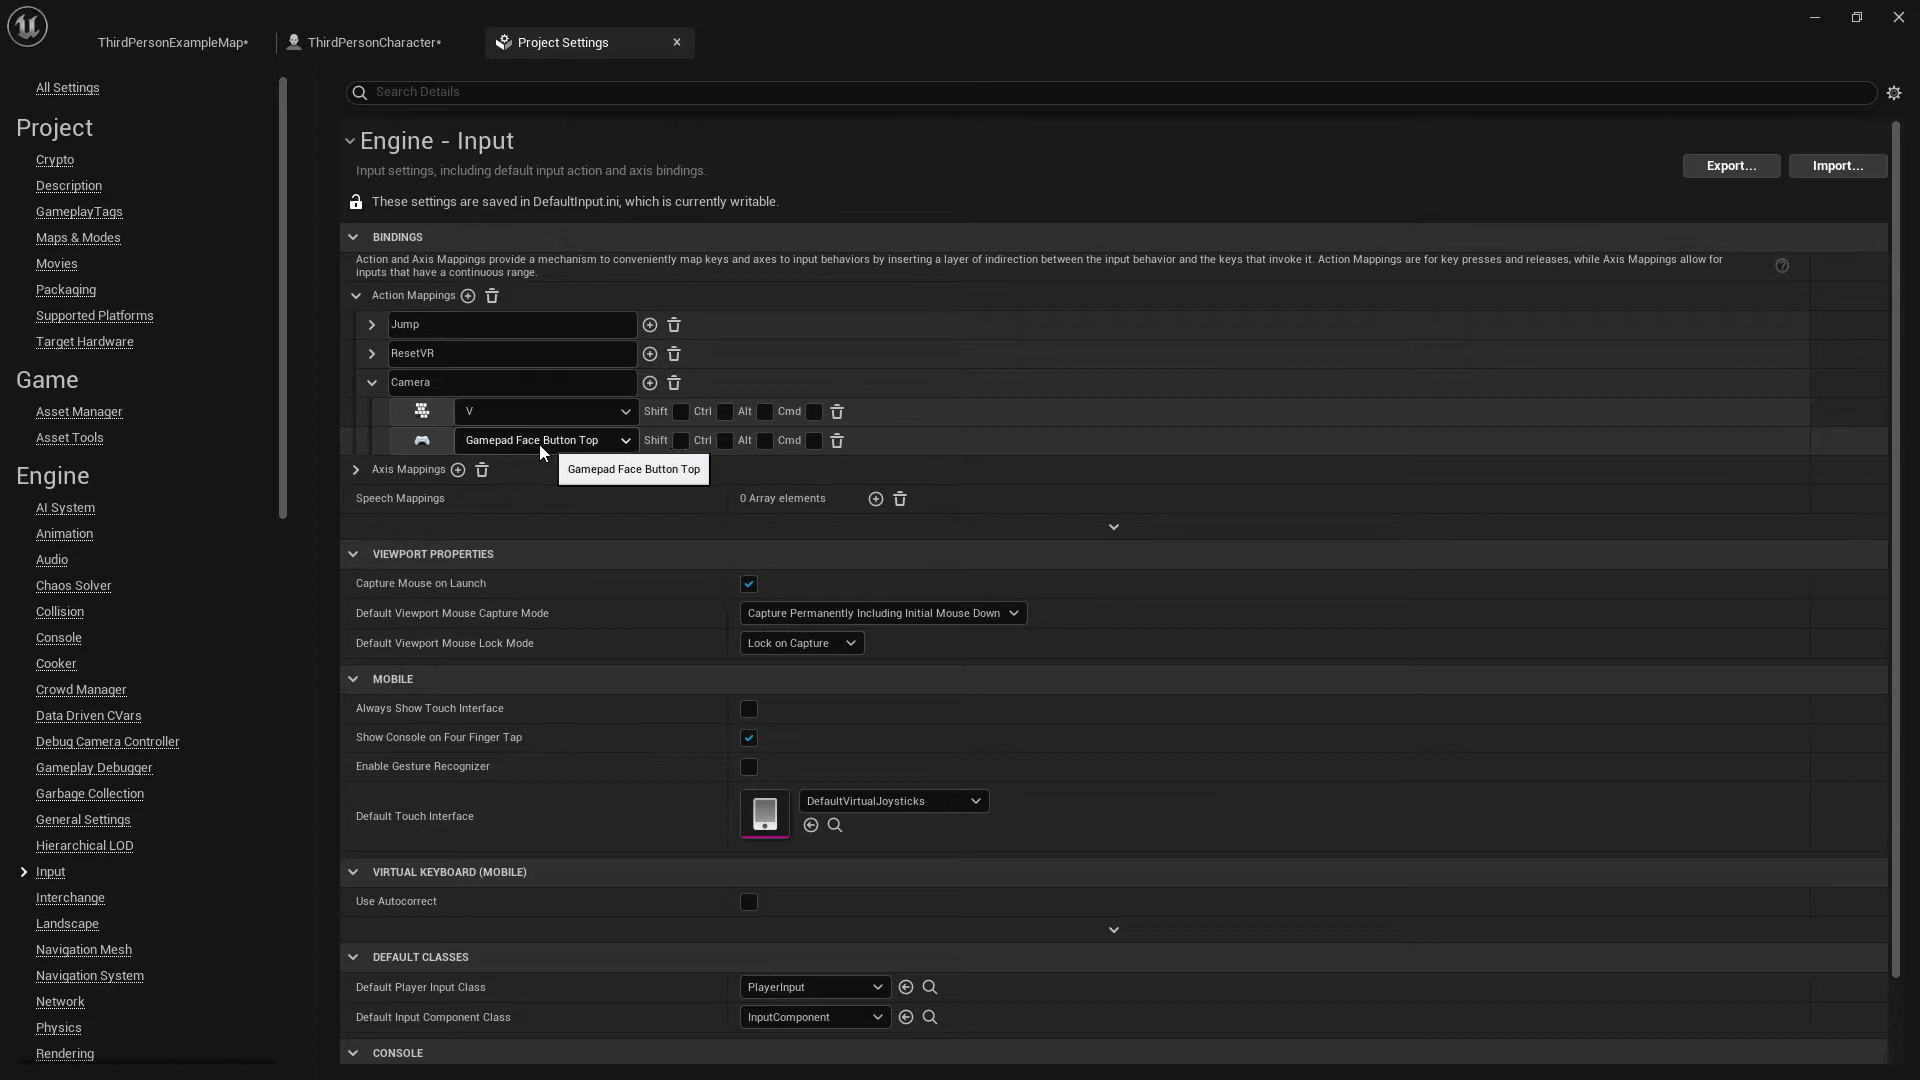 ThirdPersonExampleMap*
ThirdPersonCharacter*
Project Settings
All Settings
Project
Crypto
Description
GameplayTags
Maps & Modes
Movies
Packaging
Supported Platforms
Target Hardware
Game
Asset Manager
Asset Tools
Engine
AI System
Animation
Audio
Chaos Solver
Collision
Console
Cooker
Crowd Manager
Data Driven CVars
Debug Camera Controller
Gameplay Debugger
Garbage Collection
General Settings
Hierarchical LOD
Input
Interchange
Landscape
Navigation Mesh
Navigation System
Network
Physics
Rendering
Search Details
Engine - Input
Input settings, including default input action and axis bindings.
Export...
Import...
These settings are saved in DefaultInput.ini, which is currently writable.
BINDINGS
Action and Axis Mappings provide a mechanism to conveniently map keys and axes to input behaviors by inserting a layer of indirection between the input behavior and the keys that invoke it. Action Mappings are for key presses and releases, while Axis Mappings allow for
inputs that have a continuous range.
Action Mappings
Jump
ResetVR
Camera
V Shift Ctrl Alt Cmd
Gamepad Face Button Top Shift Ctrl Alt Cmd
Axis Mappings
Gamepad Face Button Top
Speech Mappings 0 Array elements
VIEWPORT PROPERTIES
Capture Mouse on Launch
Default Viewport Mouse Capture Mode Capture Permanently Including Initial Mouse Down
Default Viewport Mouse Lock Mode Lock on Capture
MOBILE
Always Show Touch Interface
Show Console on Four Finger Tap
Enable Gesture Recognizer
Default Touch Interface DefaultVirtualJoysticks
VIRTUAL KEYBOARD (MOBILE)
Use Autocorrect
DEFAULT CLASSES
Default Player Input Class PlayerInput
Default Input Component Class InputComponent
CONSOLE